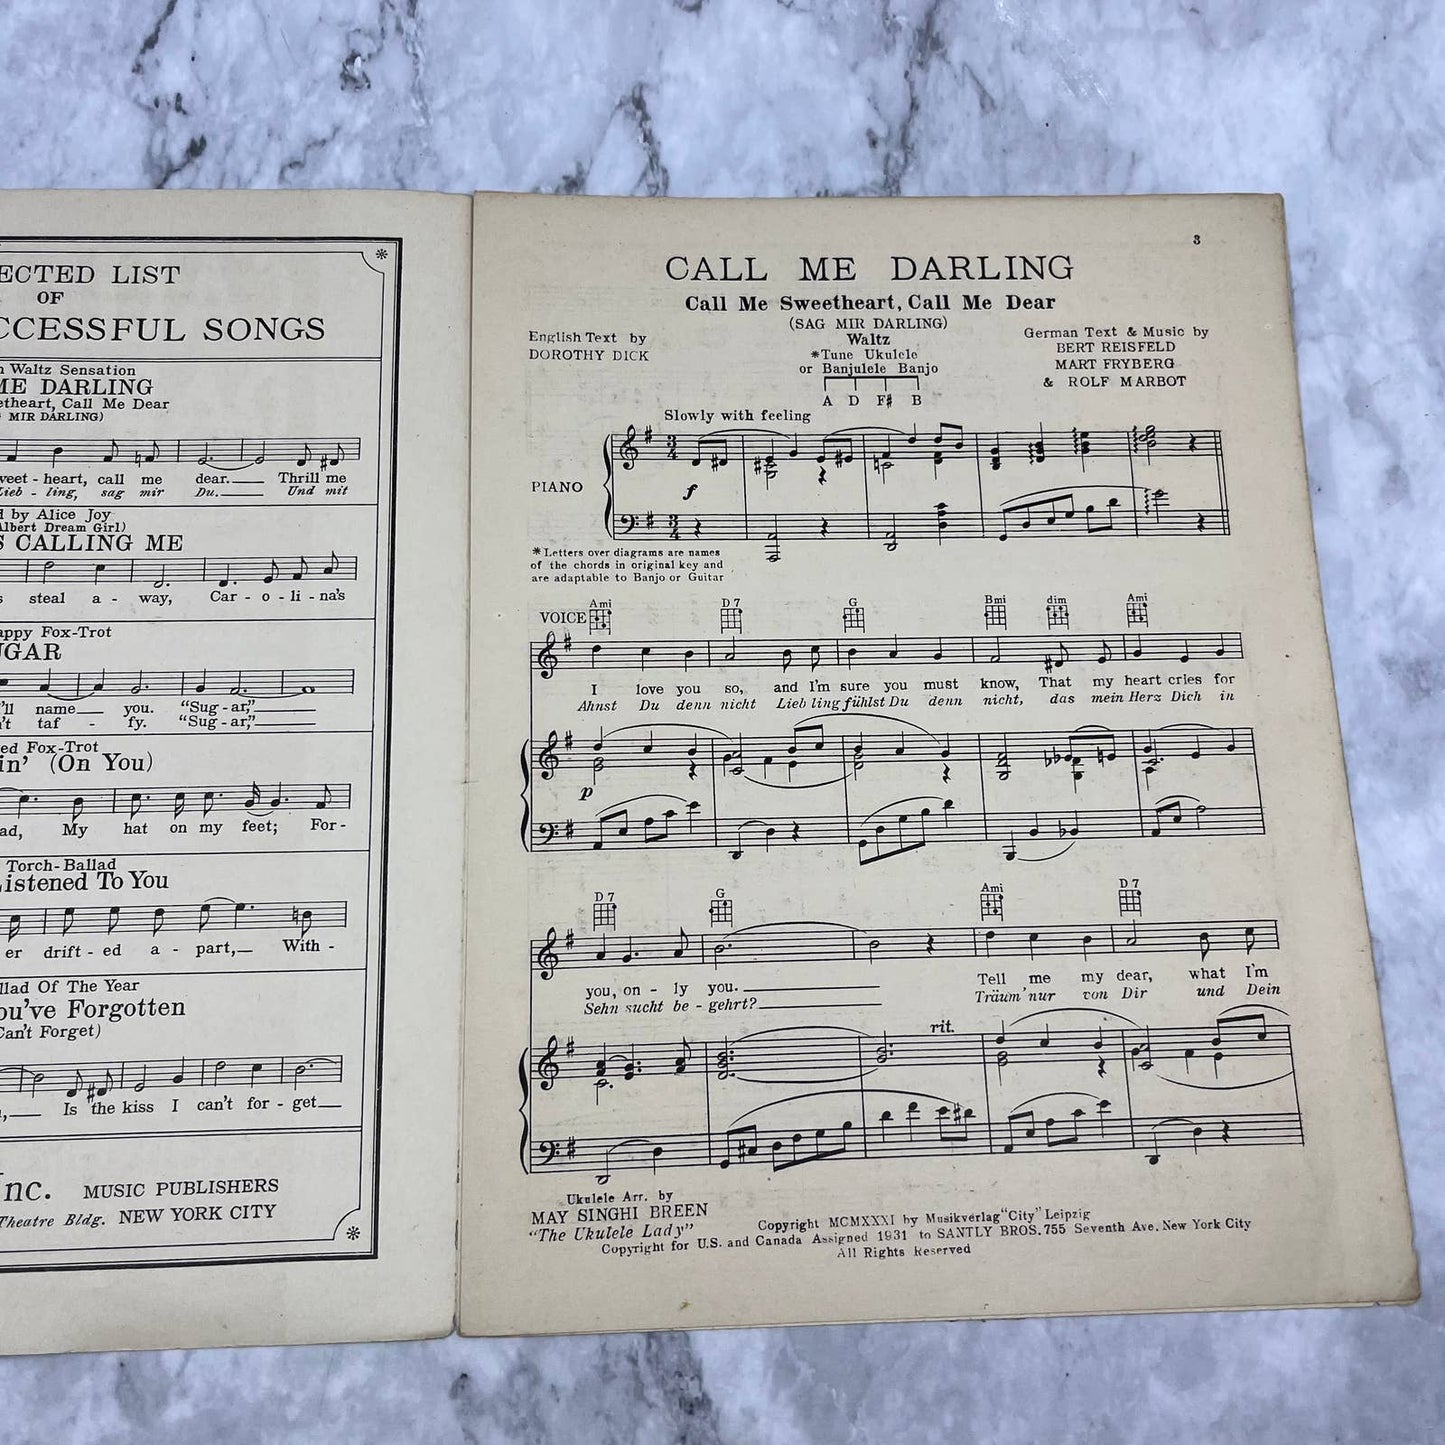 ECTED LIST
OF
CCESSFUL SONGS
Waltz Sensation
ME DARLING
etheart, Call Me Dear
MIR DARLING)
weet - heart, call me dear. Thrill me
Lieb - ling, sag mir Du. Und mit
by Alice Joy
Albert Dream Girl)
S CALLING ME
steal a - way, Car - o - li - na's
appy Fox-Trot
UGAR
'll name you. "Sug - ar,"
n't taf - fy. "Sug - ar,"
ed Fox-Trot
in' (On You)
ad, My hat on my feet; For-
Torch-Ballad
Listened To You
er drift - ed a - part, With -
llad Of The Year
ou've Forgotten
Can't Forget)
Is the kiss I can't for - get
nc. MUSIC PUBLISHERS
Theatre Bldg. NEW YORK CITY
3
CALL ME DARLING
Call Me Sweetheart, Call Me Dear
(SAG MIR DARLING)
Waltz
English Text by
DOROTHY DICK
*Tune Ukulele
or Banjulele Banjo
A D F# B
German Text & Music by
BERT REISFELD
MART FRYBERG
& ROLF MARBOT
Slowly with feeling
PIANO
f
*Letters over diagrams are names
of the chords in original key and
are adaptable to Banjo or Guitar
VOICE
Ami D7 G Bmi dim Ami
I love you so, and I'm sure you must know, That my heart cries for
Ahnst Du denn nicht Lieb ling fühlst Du denn nicht, das mein Herz Dich in
p
D7 G Ami D7
you, on - ly you. Tell me my dear, what I'm
Sehn sucht be - gehrt? Träum' nur von Dir und Dein
rit.
Ukulele Arr. by
MAY SINGHI BREEN
"The Ukulele Lady"
Copyright MCMXXXI by Musikverlag "City" Leipzig
Copyright for U.S. and Canada Assigned 1931 to SANTLY BROS. 755 Seventh Ave. New York City
All Rights Reserved